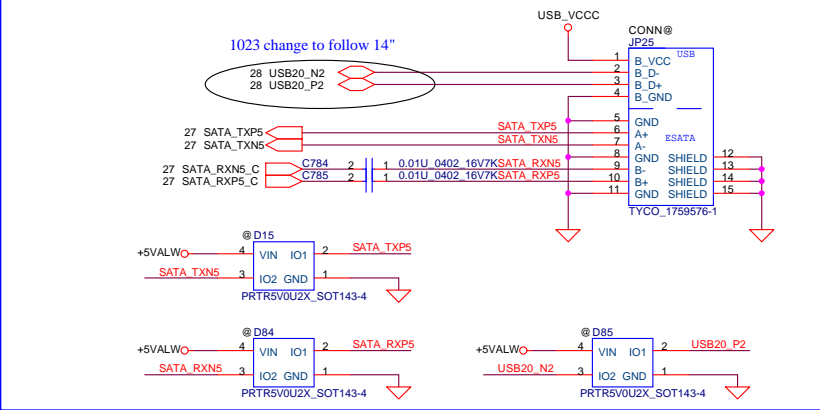 USB_VCCC
1023 change to follow 14"
CONN@
JP25
USB
28 USB20_N2
28 USB20_P2
1 B_VCC
2 B_D-
3 B_D+
4 B_GND
5 GND
27 SATA_TXP5 SATA_TXP5 6 A+
27 SATA_TXN5 SATA_TXN5 7 A-
ESATA
8 GND SHIELD 12
27 SATA_RXN5_C C784 2 1 0.01U_0402_16V7K SATA_RXN5 9 B- SHIELD 13
27 SATA_RXP5_C C785 2 1 0.01U_0402_16V7K SATA_RXP5 10 B+ SHIELD 14
11 GND SHIELD 15
TYCO_1759576-1
@ D15
+5VALW 4 VIN IO1 2 SATA_TXP5
SATA_TXN5 3 IO2 GND 1
PRTR5V0U2X_SOT143-4
@ D84
+5VALW 4 VIN IO1 2 SATA_RXP5
SATA_RXN5 3 IO2 GND 1
PRTR5V0U2X_SOT143-4
@ D85
+5VALW 4 VIN IO1 2 USB20_P2
USB20_N2 3 IO2 GND 1
PRTR5V0U2X_SOT143-4